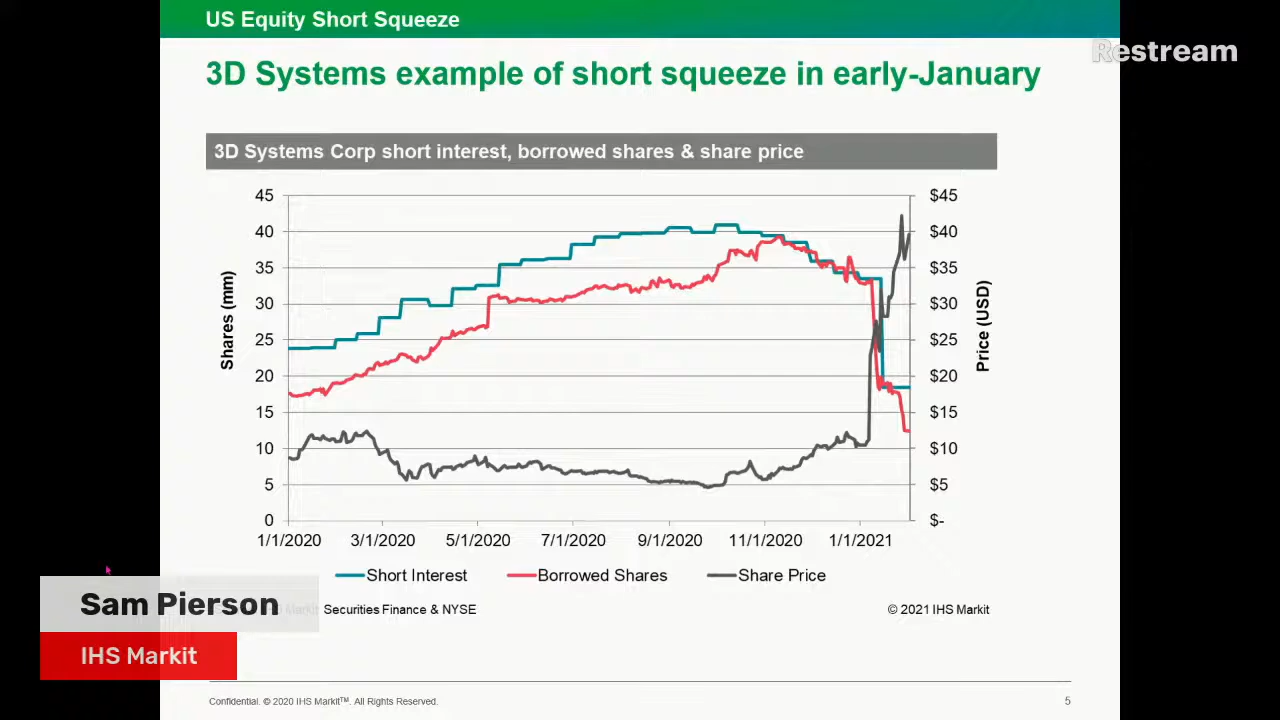 US Equity Short Squeeze
Restream
3D Systems example of short squeeze in early-January
3D Systems Corp short interest, borrowed shares & share price
45 $45
40 $40
35 $35
30 $30
25 $25
20 $20
15 $15
10 $10
5 $5
0 $-
Shares (mm)
Price (USD)
1/1/2020 3/1/2020 5/1/2020 7/1/2020 9/1/2020 11/1/2020 1/1/2021
Short Interest Borrowed Shares Share Price
Sam Pierson
Securities Finance & NYSE
© 2021 IHS Markit
IHS Markit
Confidential. © 2020 IHS Markit™. All Rights Reserved.
5